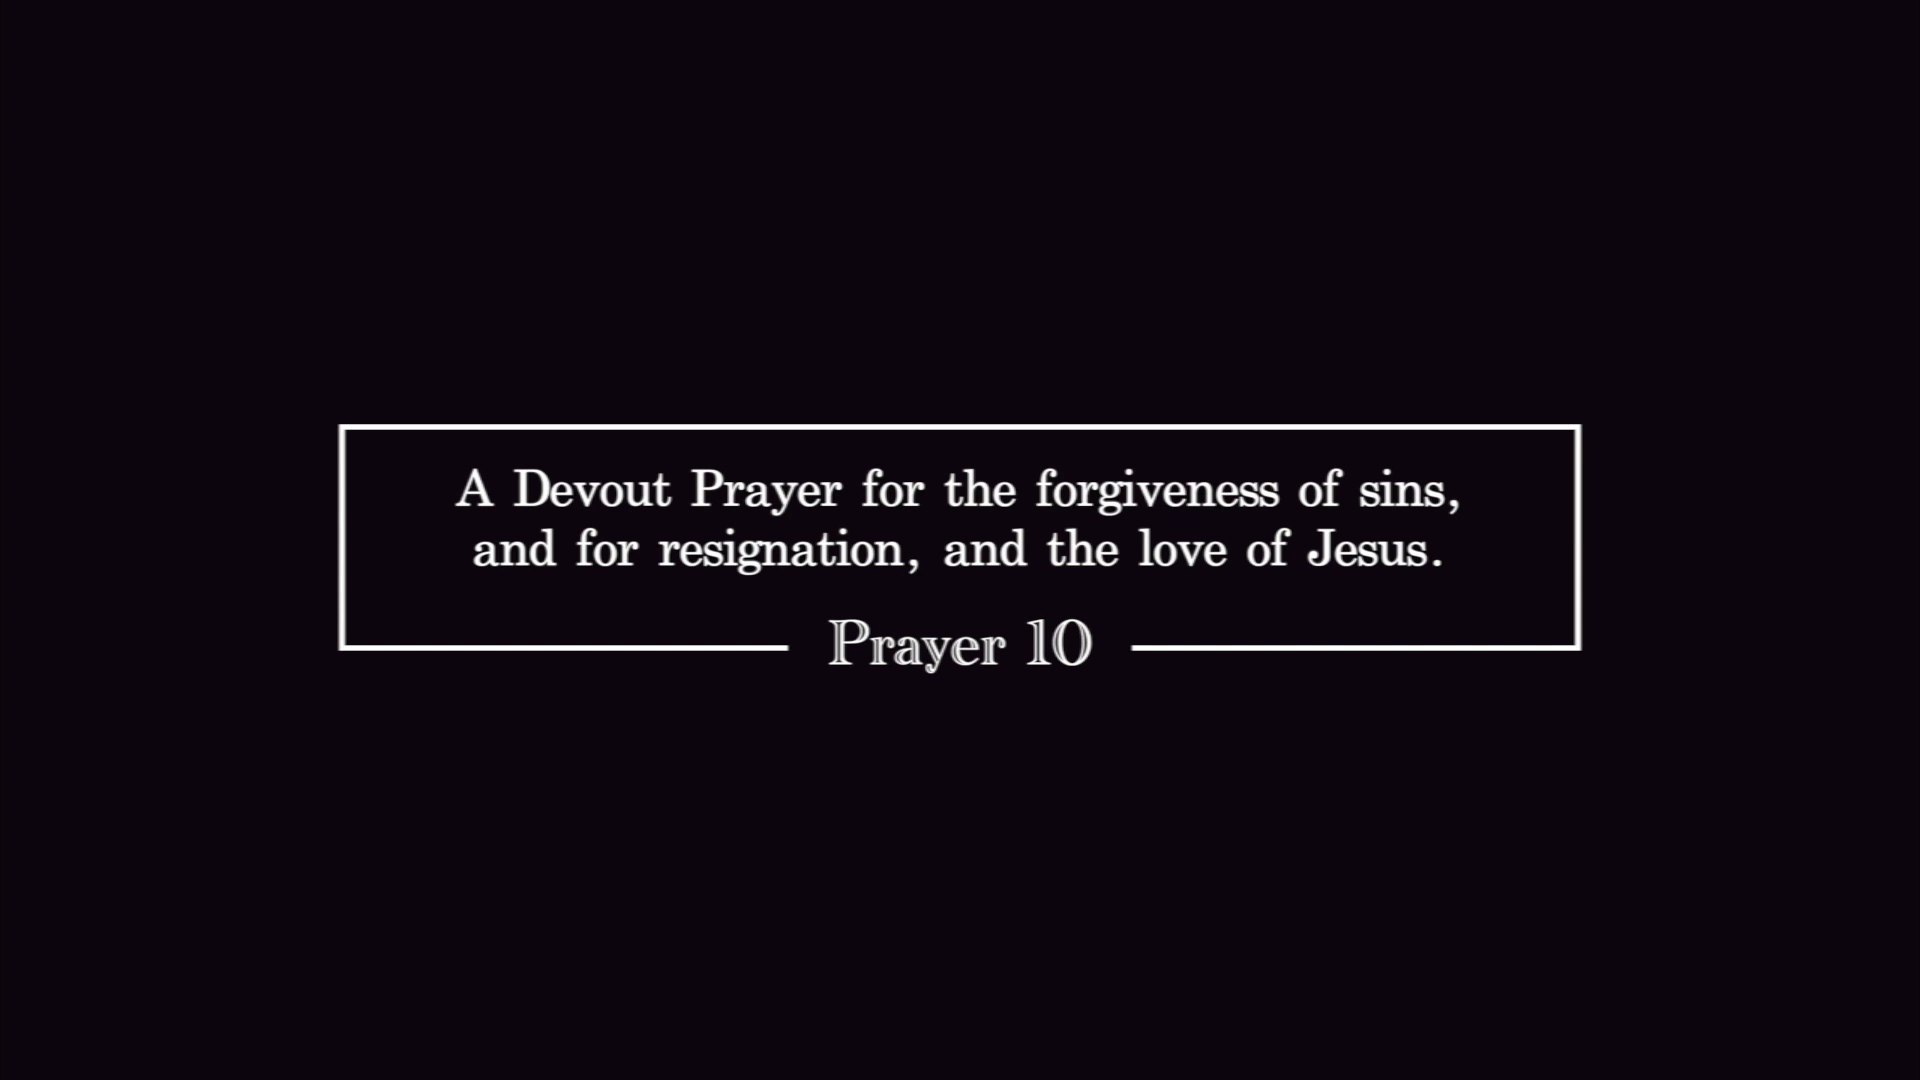 A Devout Prayer for the forgiveness of sins,
and for resignation, and the love of Jesus.
Prayer 10